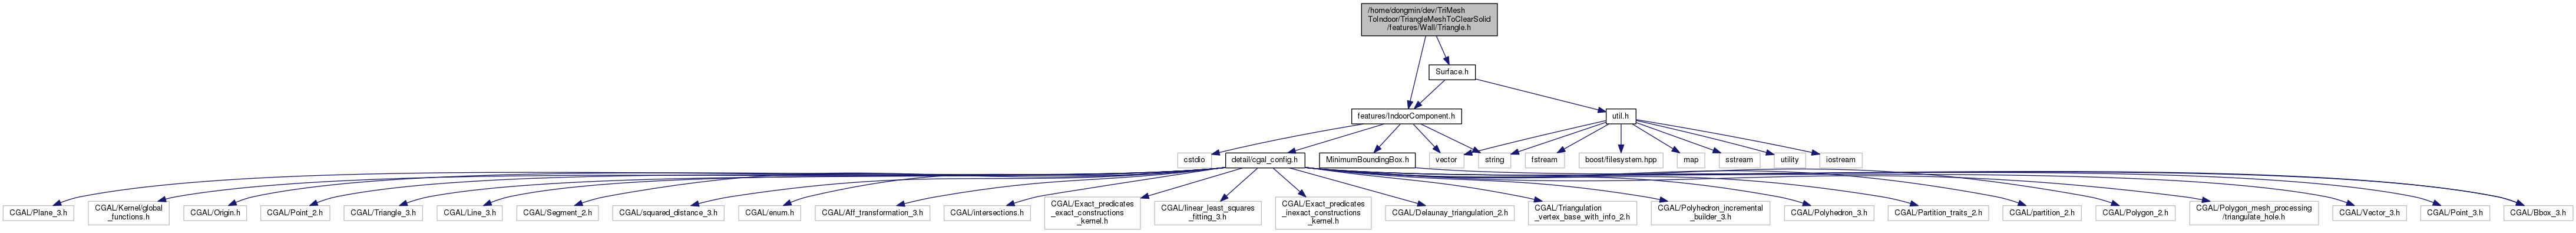 /home/dongmin/dev/TriMesh
ToIndoor/TriangleMeshToClearSolid
/features/Wall/Triangle.h
Surface.h
features/IndoorComponent.h
util.h
cstdio
detail/cgal_config.h
MinimumBoundingBox.h
vector
string
fstream
boost/filesystem.hpp
map
sstream
utility
iostream
CGAL/Plane_3.h
CGAL/Kernel/global
_functions.h
CGAL/Origin.h
CGAL/Point_2.h
CGAL/Triangle_3.h
CGAL/Line_3.h
CGAL/Segment_2.h
CGAL/squared_distance_3.h
CGAL/enum.h
CGAL/Aff_transformation_3.h
CGAL/intersections.h
CGAL/Exact_predicates
_exact_constructions
_kernel.h
CGAL/linear_least_squares
_fitting_3.h
CGAL/Exact_predicates
_inexact_constructions
_kernel.h
CGAL/Delaunay_triangulation_2.h
CGAL/Triangulation
_vertex_base_with_info_2.h
CGAL/Polyhedron_incremental
_builder_3.h
CGAL/Polyhedron_3.h
CGAL/Partition_traits_2.h
CGAL/partition_2.h
CGAL/Polygon_2.h
CGAL/Polygon_mesh_processing
/triangulate_hole.h
CGAL/Vector_3.h
CGAL/Point_3.h
CGAL/Bbox_3.h